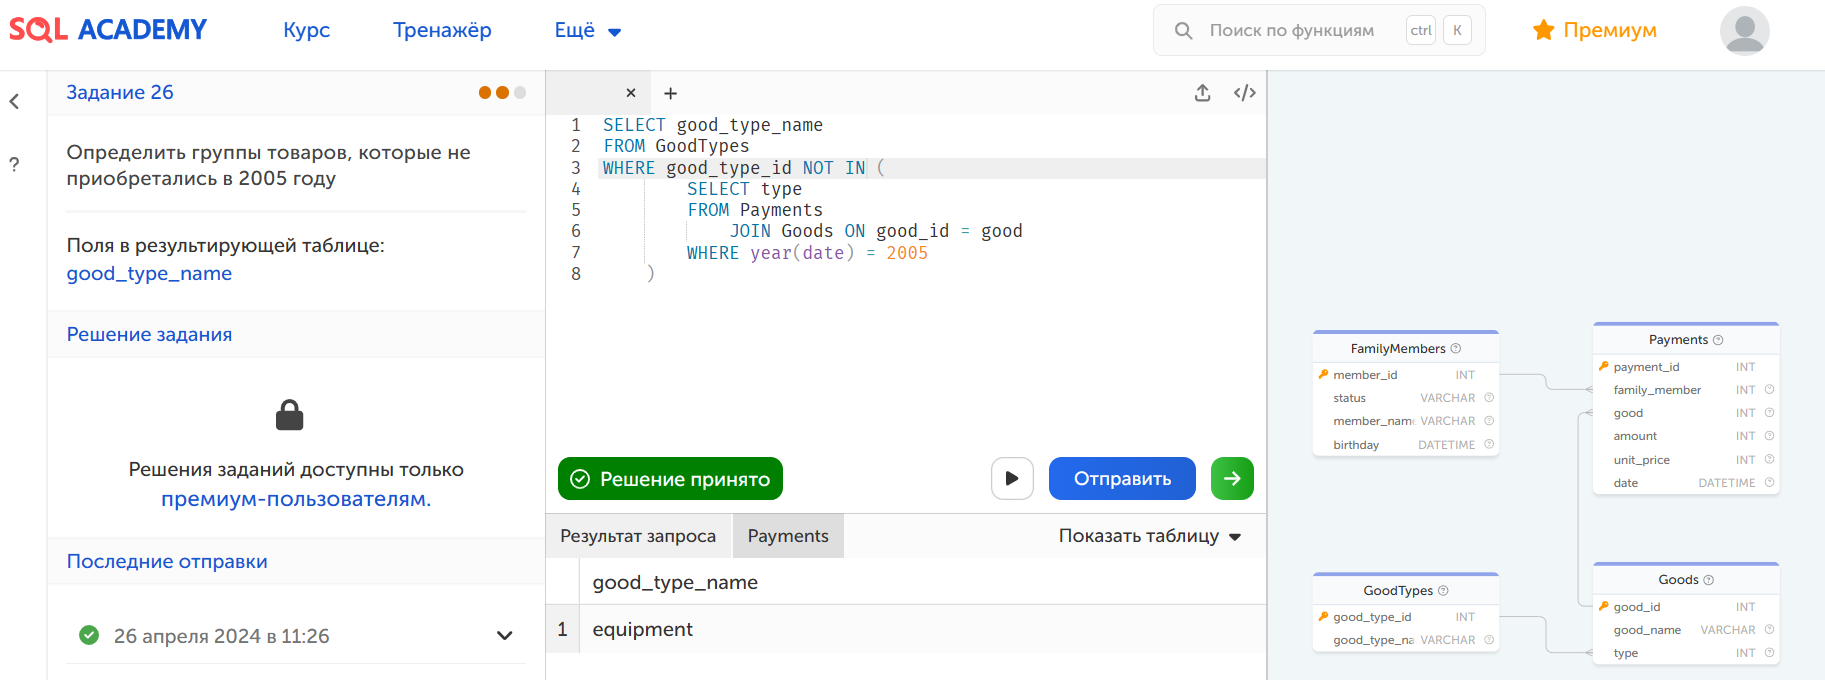 SQL ACADEMY
Курс
Тренажёр
Ещё
Поиск по функциям
ctrl
K
Премиум
Задание 26
Определить группы товаров, которые не
приобретались в 2005 году
Поля в результирующей таблице:
good_type_name
Решение задания
Решения заданий доступны только
премиум-пользователям.
Последние отправки
26 апреля 2024 в 11:26
1 SELECT good_type_name
2 FROM GoodTypes
3 WHERE good_type_id NOT IN (
4 SELECT type
5 FROM Payments
6 JOIN Goods ON good_id = good
7 WHERE year(date) = 2005
8 )
Решение принято
Отправить
Результат запроса
Payments
Показать таблицу
good_type_name
1 equipment
FamilyMembers
member_id INT
status VARCHAR
member_name VARCHAR
birthday DATETIME
Payments
payment_id INT
family_member INT
good INT
amount INT
unit_price INT
date DATETIME
GoodTypes
good_type_id INT
good_type_na VARCHAR
Goods
good_id INT
good_name VARCHAR
type INT